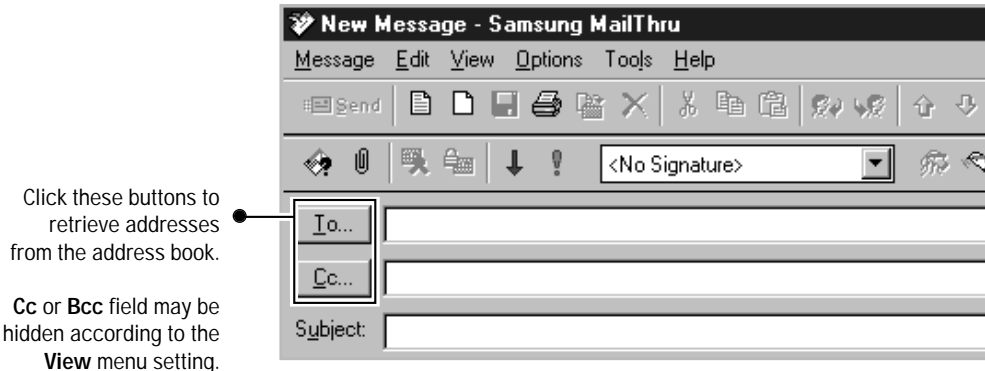 New Message - Samsung MailThru
Message Edit View Options Tools Help
Send
<No Signature>
Click these buttons to
retrieve addresses
from the address book.
To...
Cc...
Cc or Bcc field may be
hidden according to the
View menu setting.
Subject: